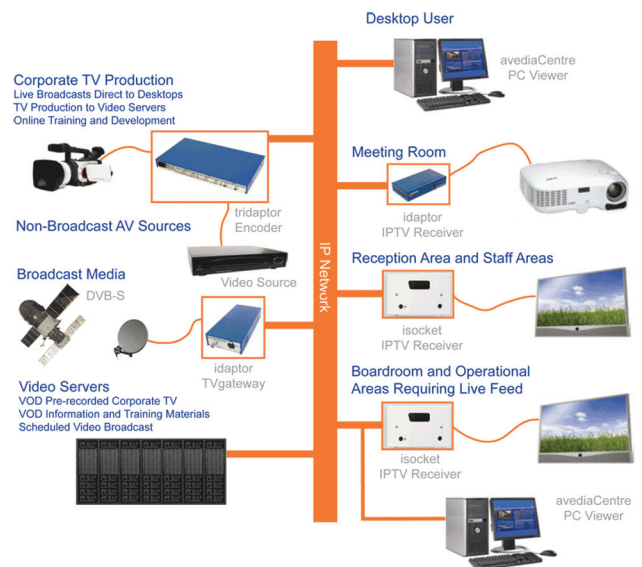 Desktop User
avediaCentre
PC Viewer
Corporate TV Production
Live Broadcasts Direct to Desktops
TV Production to Video Servers
Online Training and Development
Meeting Room
tridaptor
Encoder
idaptor
IPTV Receiver
Non-Broadcast AV Sources
Video Source
IP Network
Reception Area and Staff Areas
Broadcast Media
DVB-S
isocket
IPTV Receiver
idaptor
TVgateway
Boardroom and Operational
Areas Requiring Live Feed
Video Servers
VOD Pre-recorded Corporate TV
VOD Information and Training Materials
Scheduled Video Broadcast
isocket
IPTV Receiver
avediaCentre
PC Viewer